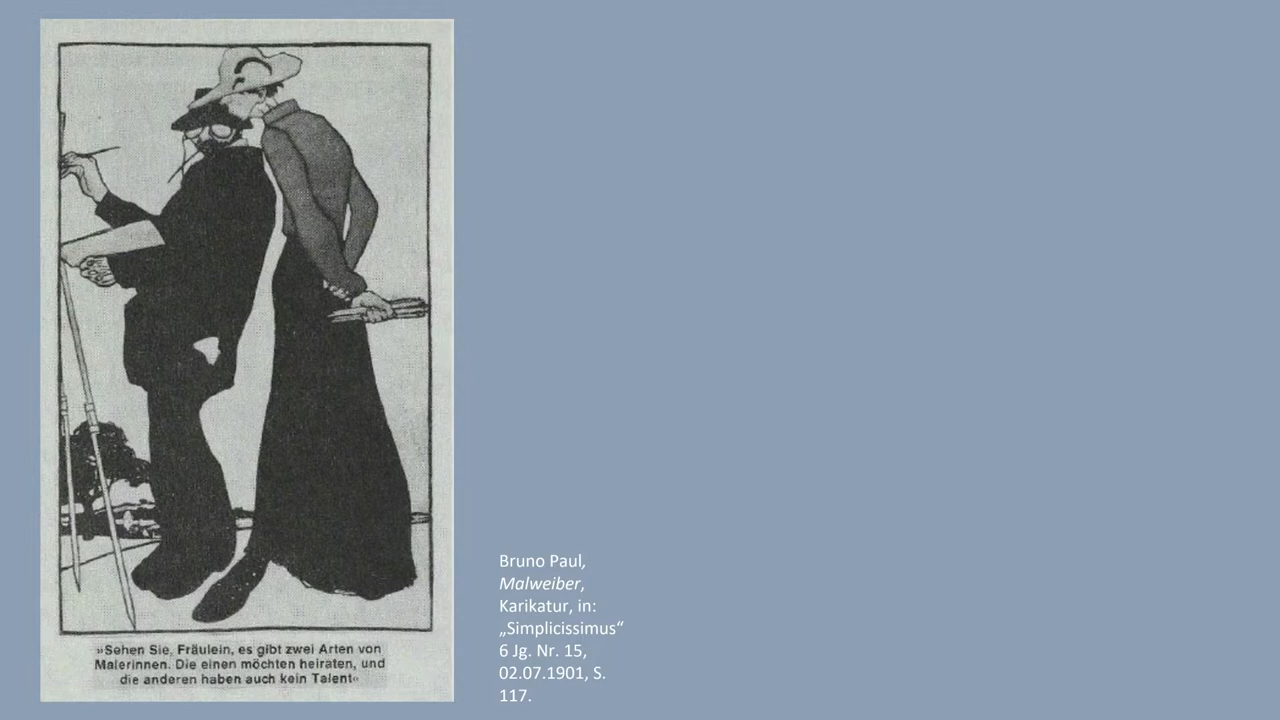 »Sehen Sie, Fräulein, es gibt zwei Arten von
Malerinnen. Die einen möchten heiraten, und
die anderen haben auch kein Talent«
Bruno Paul,
Malweiber,
Karikatur, in:
„Simplicissimus“
6 Jg. Nr. 15,
02.07.1901, S.
117.